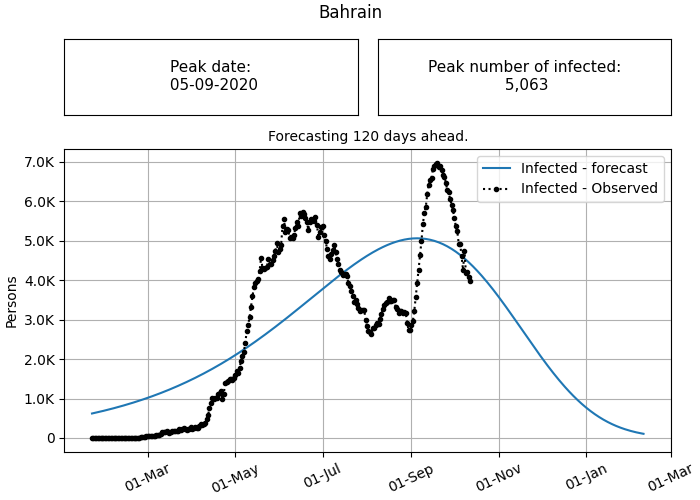 Bahrain
Peak date:
05-09-2020
Peak number of infected:
5,063
Forecasting 120 days ahead.
7.0K
6.0K
5.0K
4.0K
3.0K
2.0K
1.0K
0
Persons
Infected - forecast
Infected - Observed
01-Mar
01-May
01-Jul
01-Sep
01-Nov
01-Jan
01-Mar